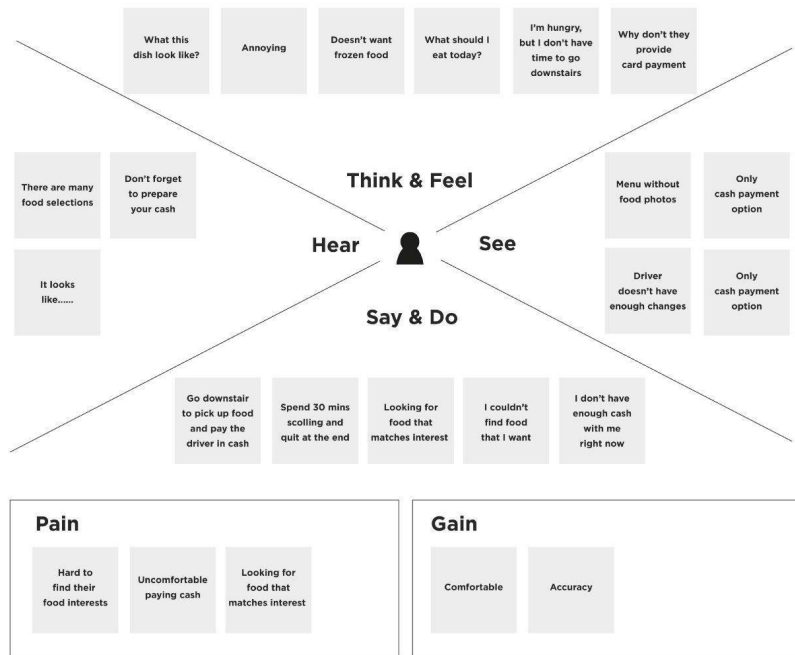 What this
dish look like?
Annoying
Doesn't want
frozen food
What should I
eat today?
I'm hungry,
but I don't have
time to go
downstairs
Why don't they
provide
card payment
Think & Feel
There are many
food selections
Don't forget
to prepare
your cash
It looks
like......
Hear
See
Menu without
food photos
Only
cash payment
option
Driver
doesn't have
enough changes
Only
cash payment
option
Say & Do
Go downstair
to pick up food
and pay the
driver in cash
Spend 30 mins
scolling and
quit at the end
Looking for
food that
matches interest
I couldn't
find food
that I want
I don't have
enough cash
with me
right now
Pain
Hard to
find their
food interests
Uncomfortable
paying cash
Looking for
food that
matches interest
Gain
Comfortable
Accuracy